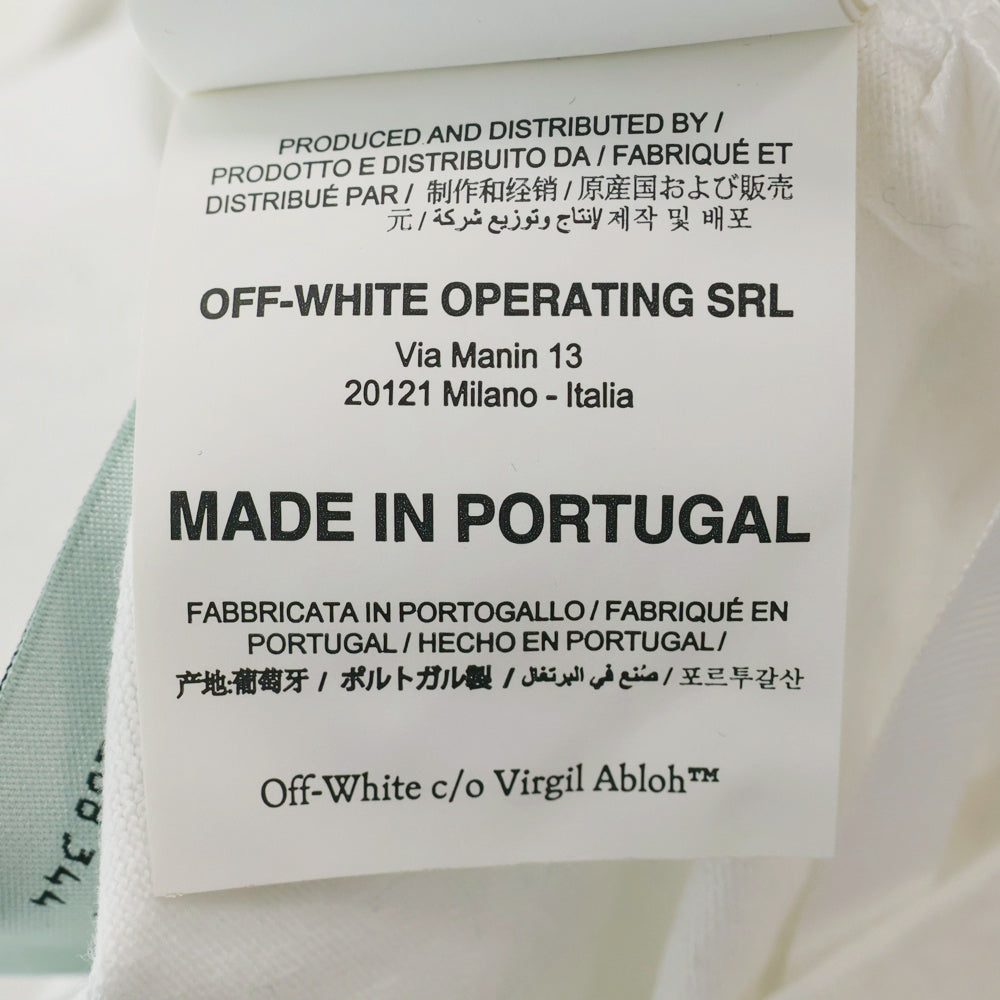 PRODUCED AND DISTRIBUTED BY /
PRODOTTO E DISTRIBUITO DA / FABRIQUÉ ET
DISTRIBUÉ PAR / 制作和经销 / 原産国および販売
元 / لإنتاج وتوزيع شركة / 제작 및 배포
OFF-WHITE OPERATING SRL
Via Manin 13
20121 Milano - Italia
MADE IN PORTUGAL
FABBRICATA IN PORTOGALLO / FABRIQUÉ EN
PORTUGAL / HECHO EN PORTUGAL /
产地:葡萄牙 / ポルトガル製 / صُنع في البرتغال / 포르투갈산
Off-White c/o Virgil Abloh™
344